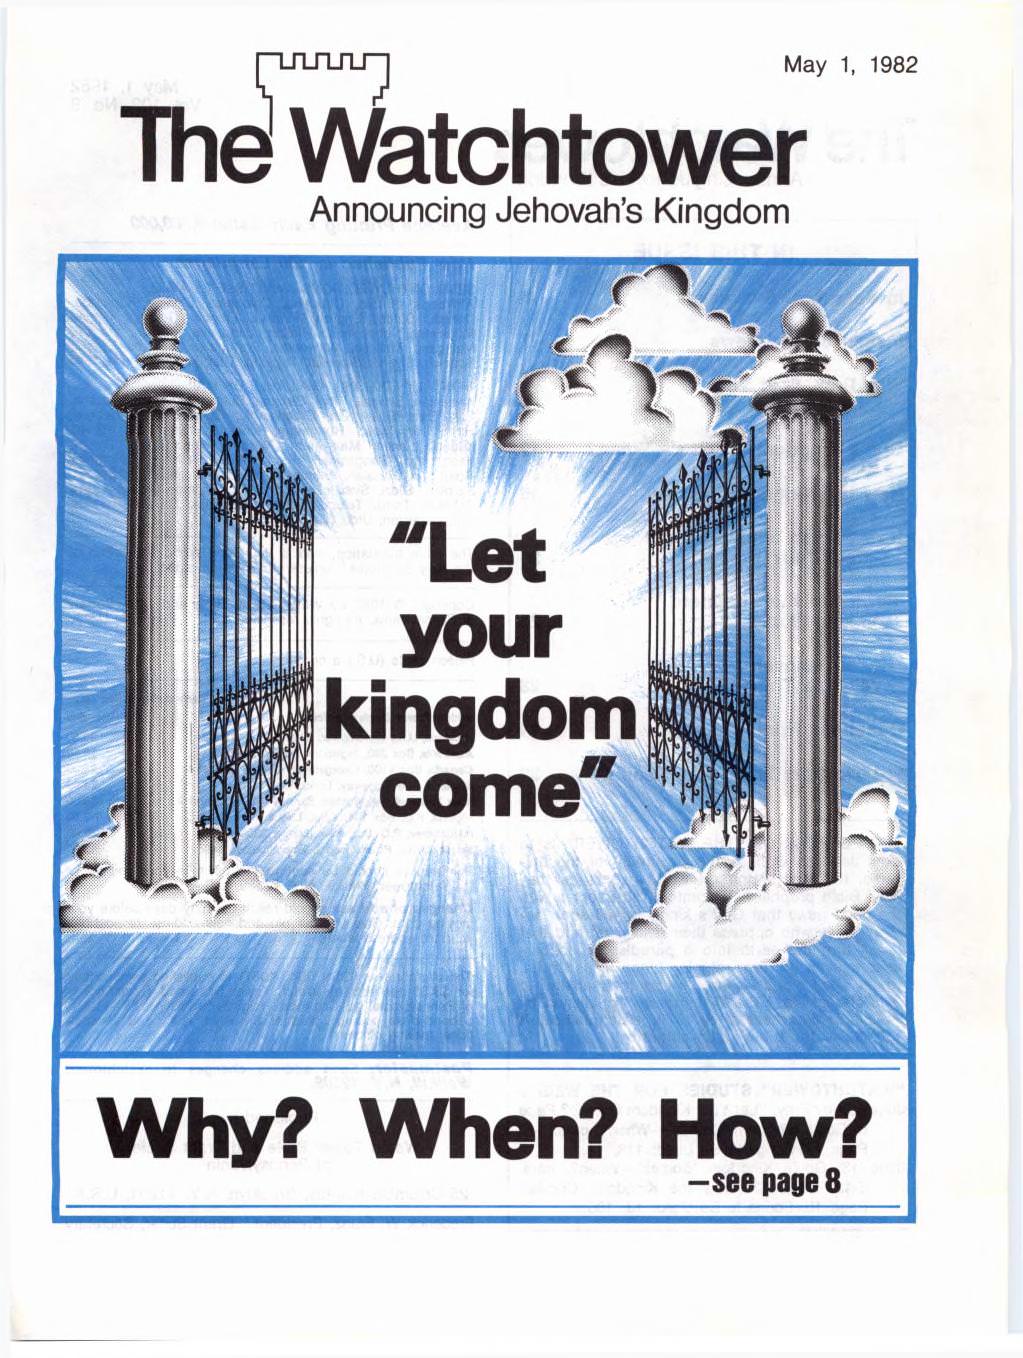 May 1, 1982
The Watchtower
Announcing Jehovah's Kingdom
"Let
your
kingdom
come"
Why? When? How?
—see page 8